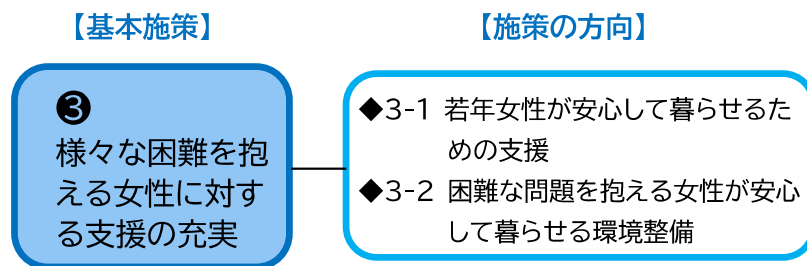 【基本施策】
【施策の方向】
❸
様々な困難を抱
える女性に対す
る支援の充実
◆3-1 若年女性が安心して暮らせるた
めの支援
◆3-2 困難な問題を抱える女性が安心
して暮らせる環境整備